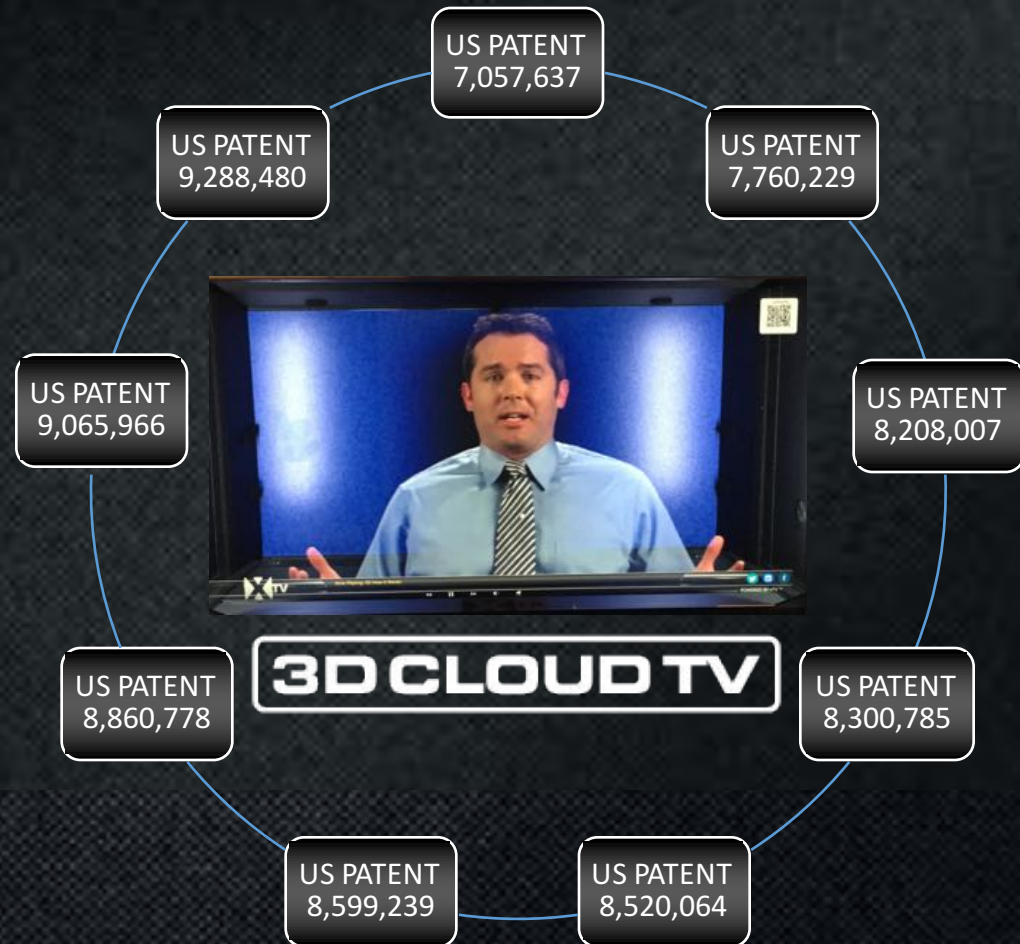 US PATENT
7,057,637
US PATENT
7,760,229
US PATENT
8,208,007
US PATENT
8,300,785
US PATENT
8,520,064
US PATENT
8,599,239
US PATENT
8,860,778
US PATENT
9,065,966
US PATENT
9,288,480
XTV
3D CLOUD TV